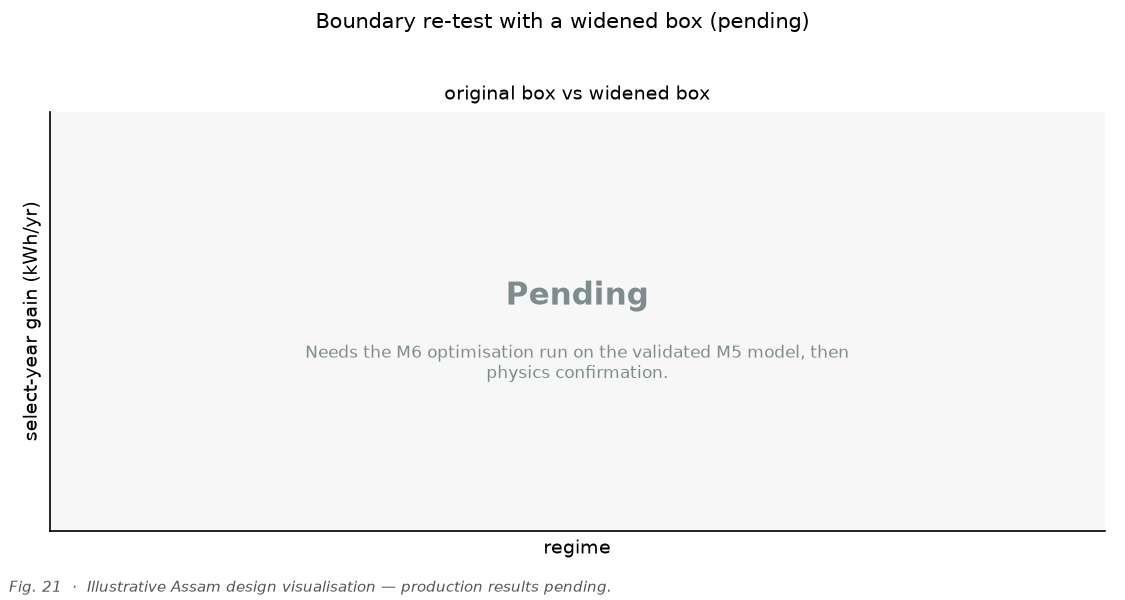 Boundary re-test with a widened box (pending)
original box vs widened box
select-year gain (kWh/yr)
Pending
Needs the M6 optimisation run on the validated M5 model, then
physics confirmation.
regime
Fig. 21 · Illustrative Assam design visualisation — production results pending.